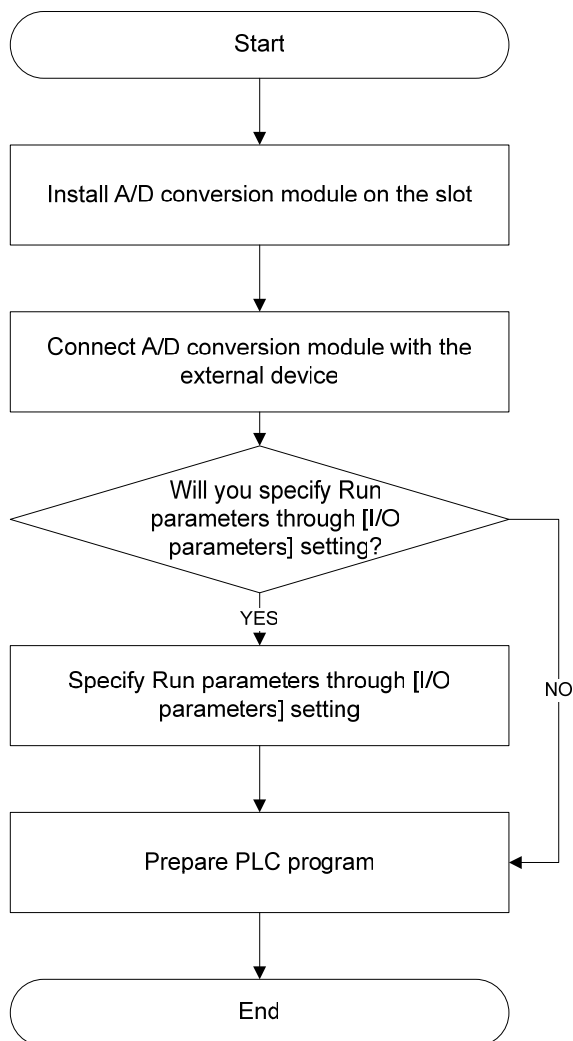 Start
Install A/D conversion module on the slot
Connect A/D conversion module with the
external device
Will you specify Run
parameters through [I/O
parameters] setting?
YES
Specify Run parameters through [I/O
parameters] setting
NO
Prepare PLC program
End